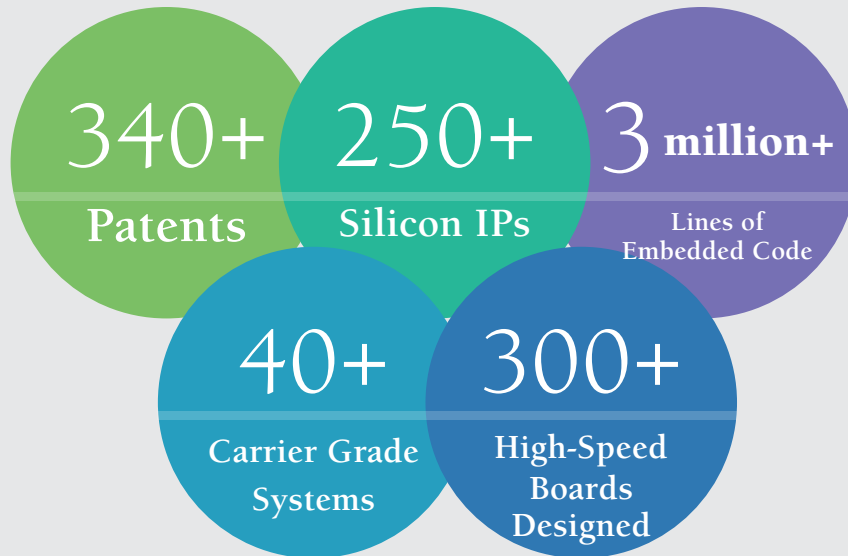 340+
Patents
250+
Silicon IPs
3 million+
Lines of
Embedded Code
40+
Carrier Grade
Systems
300+
High-Speed
Boards
Designed